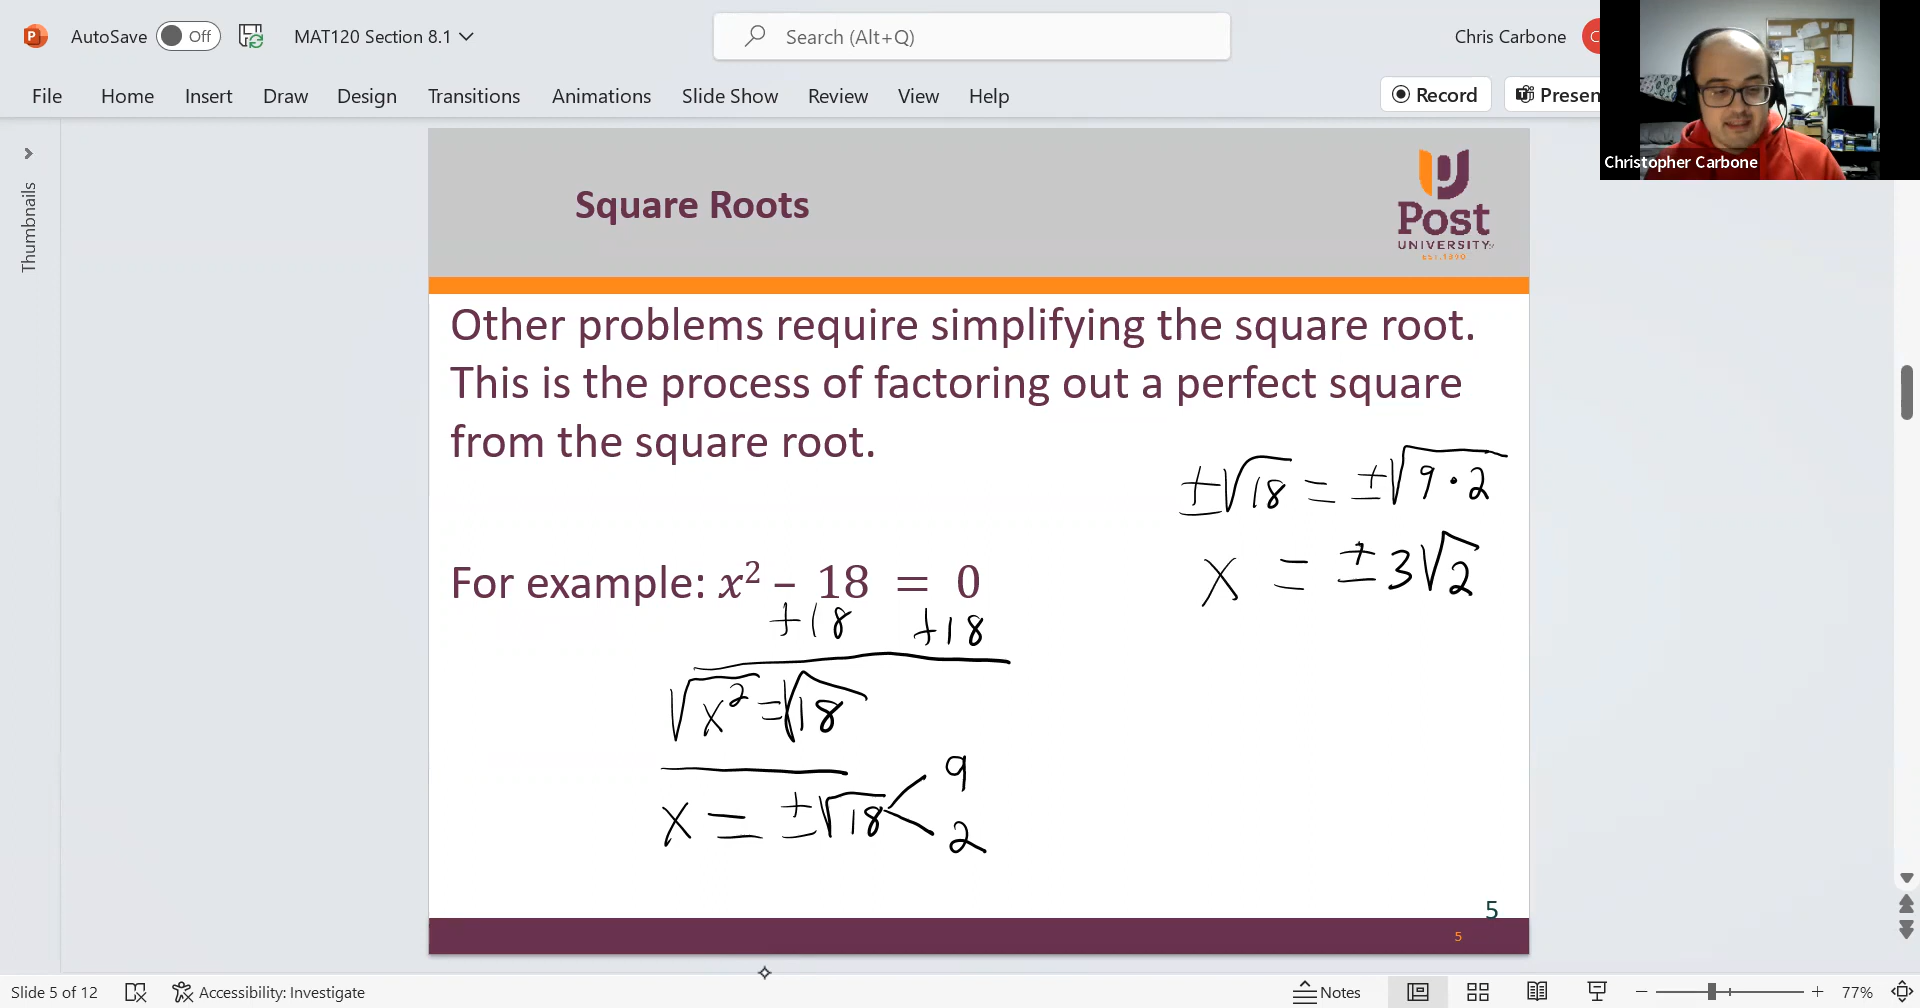 AutoSave Off MAT120 Section 8.1 Search (Alt+Q) Chris Carbone C
File Home Insert Draw Design Transitions Animations Slide Show Review View Help Record Presen
Christopher Carbone
Thumbnails
Square Roots
Post
UNIVERSITY
EST.1890
Other problems require simplifying the square root.
This is the process of factoring out a perfect square
from the square root.
±√18 = ±√9·2
x = ±3√2
For example: x² – 18 = 0
+18 +18
√x² = √18
x = ±√18 < 9
2
5
5
Slide 5 of 12 Accessibility: Investigate Notes 77%